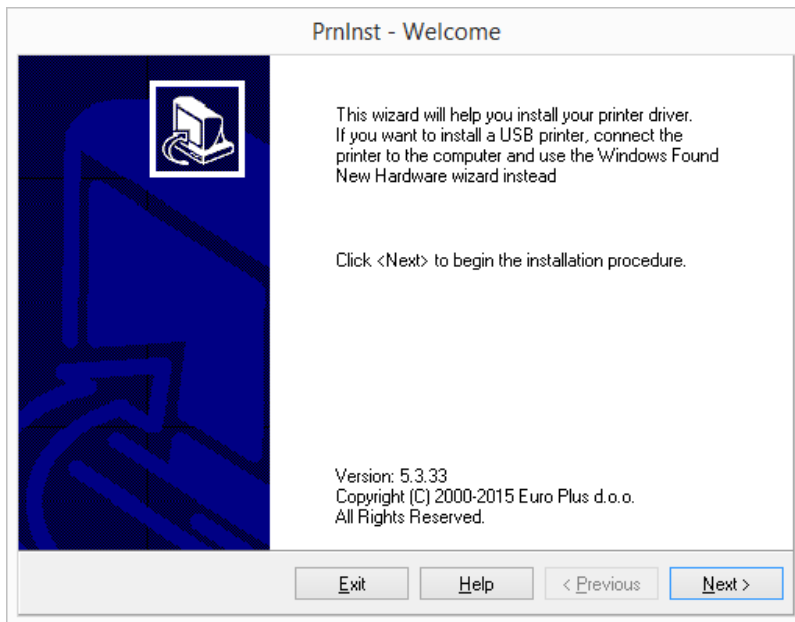 PrnInst - Welcome
This wizard will help you install your printer driver.
If you want to install a USB printer, connect the
printer to the computer and use the Windows Found
New Hardware wizard instead
Click <Next> to begin the installation procedure.
Version: 5.3.33
Copyright (C) 2000-2015 Euro Plus d.o.o.
All Rights Reserved.
Exit Help < Previous Next >